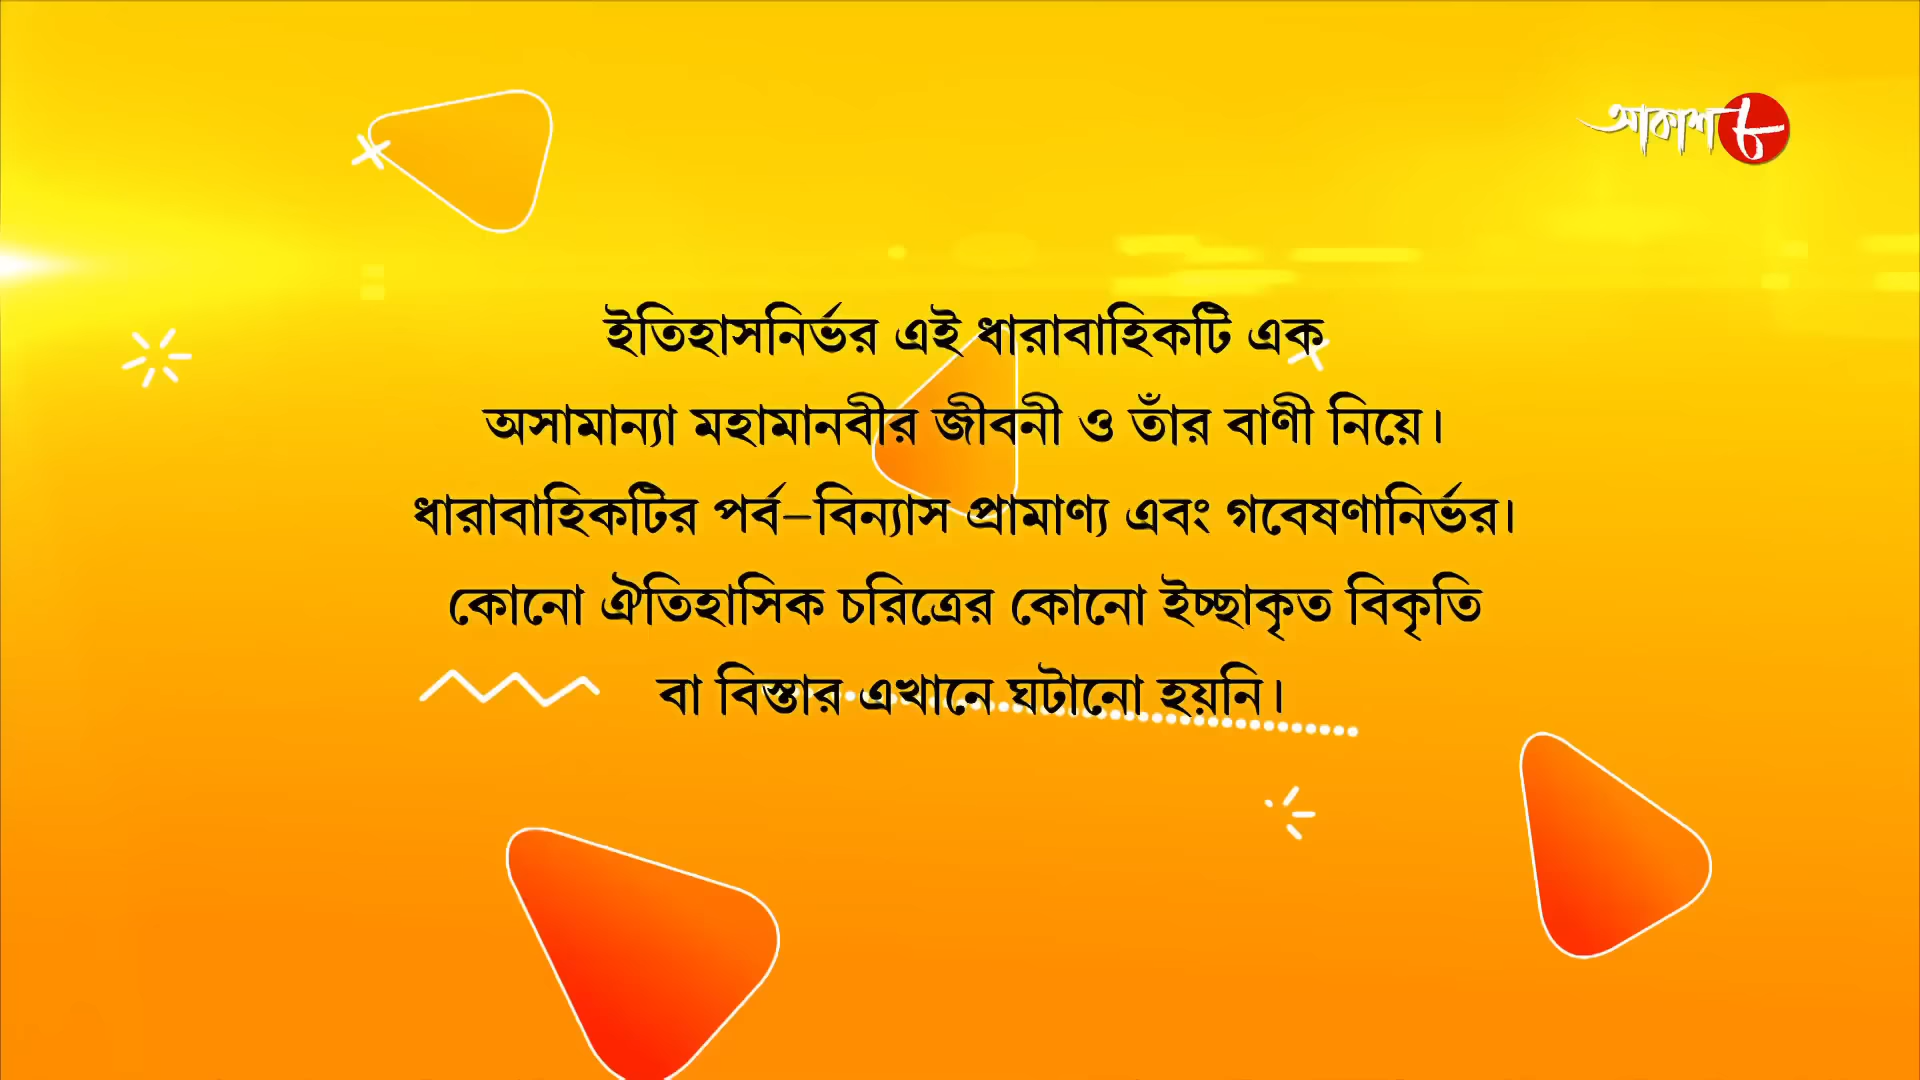 আকাশ ৮
ইতিহাসনির্ভর এই ধারাবাহিকটি এক
অসামান্যা মহামানবীর জীবনী ও তাঁর বাণী নিয়ে।
ধারাবাহিকটির পর্ব–বিন্যাস প্রামাণ্য এবং গবেষণানির্ভর।
কোনো ঐতিহাসিক চরিত্রের কোনো ইচ্ছাকৃত বিকৃতি
বা বিস্তার এখানে ঘটানো হয়নি।